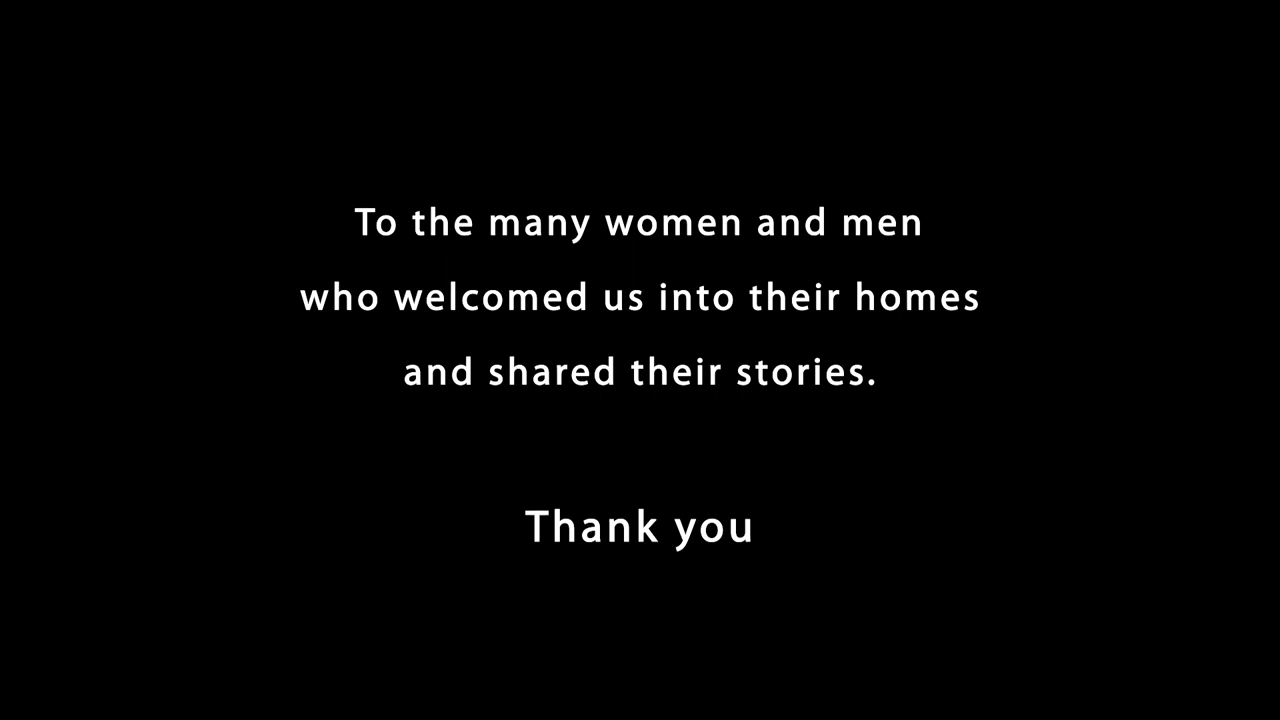 To the many women and men
who welcomed us into their homes
and shared their stories.
Thank you